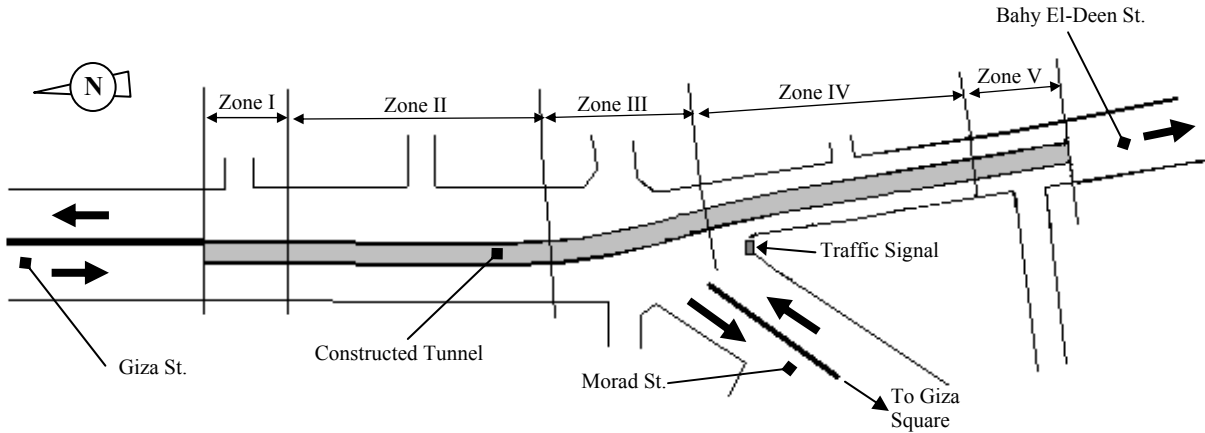 Bahy El-Deen St.
N
Zone I
Zone II
Zone III
Zone IV
Zone V
Traffic Signal
Constructed Tunnel
Giza St.
Morad St.
To Giza
Square